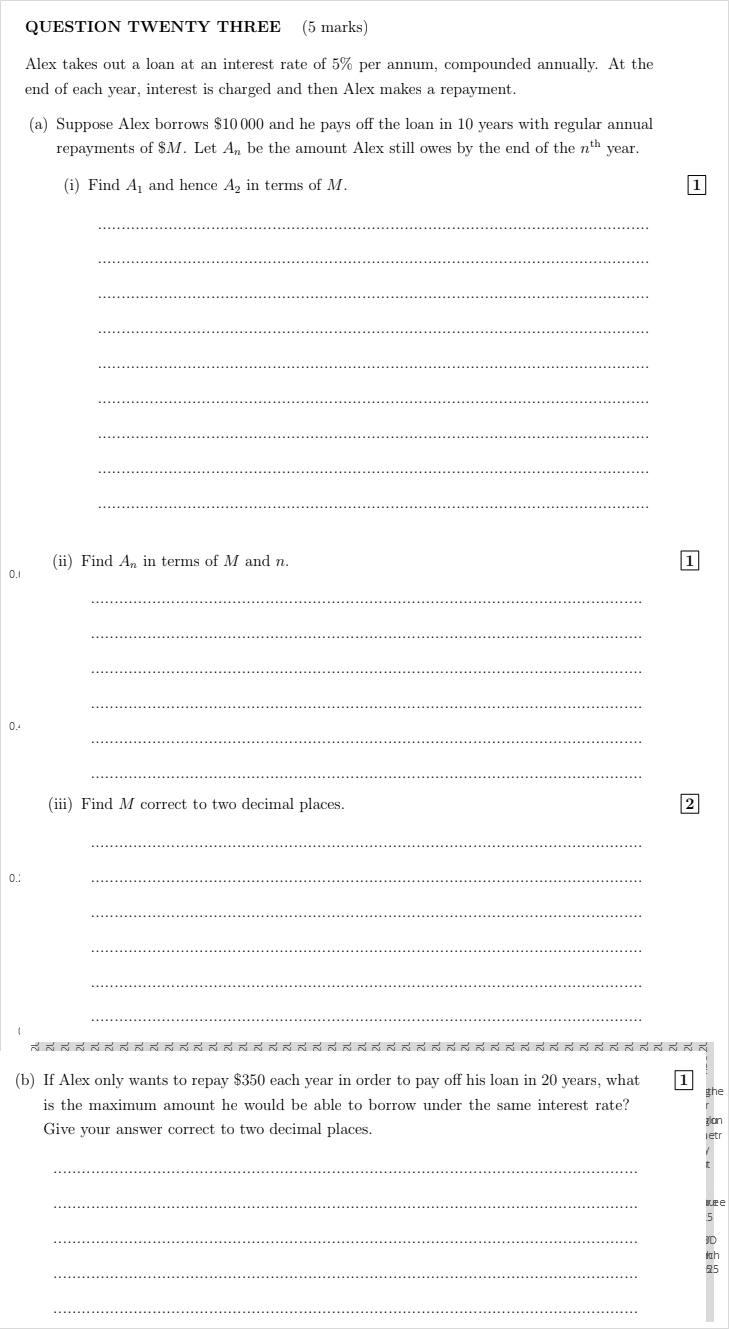 QUESTION TWENTY THREE (5 marks)
Alex takes out a loan at an interest rate of 5% per annum, compounded annually. At the
end of each year, interest is charged and then Alex makes a repayment.
(a) Suppose Alex borrows $10 000 and he pays off the loan in 10 years with regular annual
repayments of $M. Let Aₙ be the amount Alex still owes by the end of the nᵗʰ year.
(i) Find A₁ and hence A₂ in terms of M. 1
(ii) Find Aₙ in terms of M and n. 1
(iii) Find M correct to two decimal places. 2
(b) If Alex only wants to repay $350 each year in order to pay off his loan in 20 years, what 1
is the maximum amount he would be able to borrow under the same interest rate?
Give your answer correct to two decimal places.